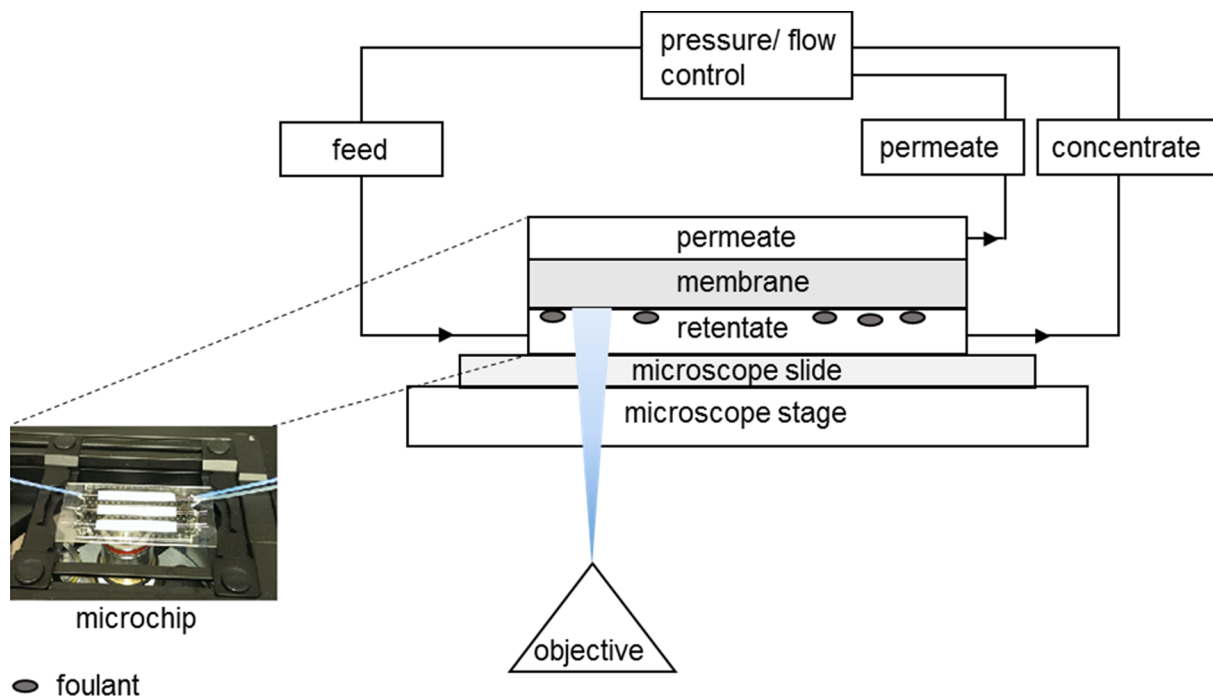 pressure/ flow
control
feed
permeate
concentrate
permeate
membrane
retentate
microscope slide
microscope stage
microchip
objective
foulant